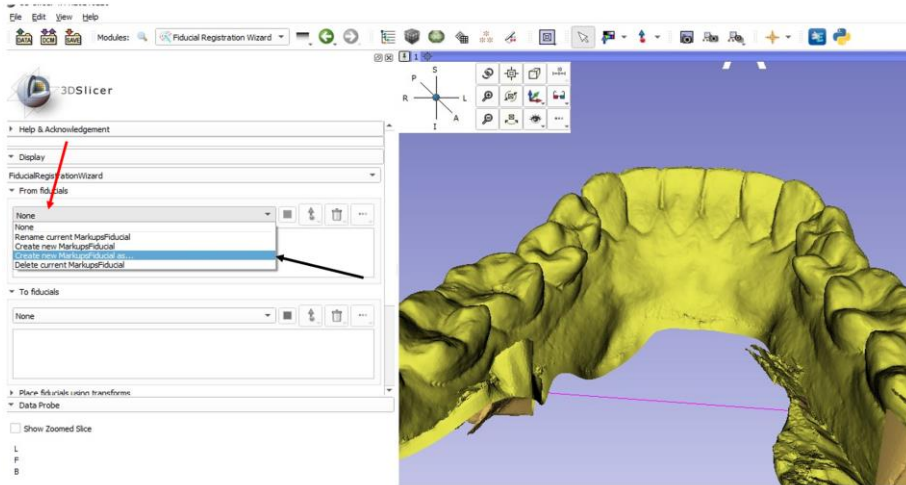 File Edit View Help
DATA DCM SAVE Modules: Fiducial Registration Wizard
1
3DSlicer
Help & Acknowledgement
Display
FiducialRegistrationWizard
From fiducials
None
None
Rename current MarkupsFiducial
Create new MarkupsFiducial
Create new MarkupsFiducial as...
Delete current MarkupsFiducial
To fiducials
None
Place fiducials using transforms
Data Probe
Show Zoomed Slice
L
F
B
S
P
R
L
A
I